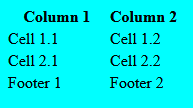 Column 1 Column 2
Cell 1.1 Cell 1.2
Cell 2.1 Cell 2.2
Footer 1 Footer 2